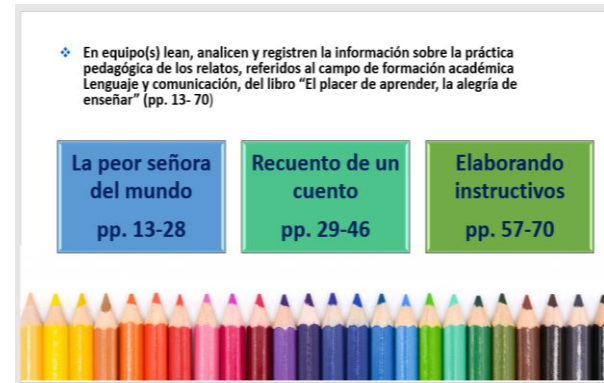 ❖ En equipo(s) lean, analicen y registren la información sobre la práctica
pedagógica de los relatos, referidos al campo de formación académica
Lenguaje y comunicación, del libro “El placer de aprender, la alegría de
enseñar” (pp. 13- 70)
La peor señora
del mundo
pp. 13-28
Recuento de un
cuento
pp. 29-46
Elaborando
instructivos
pp. 57-70